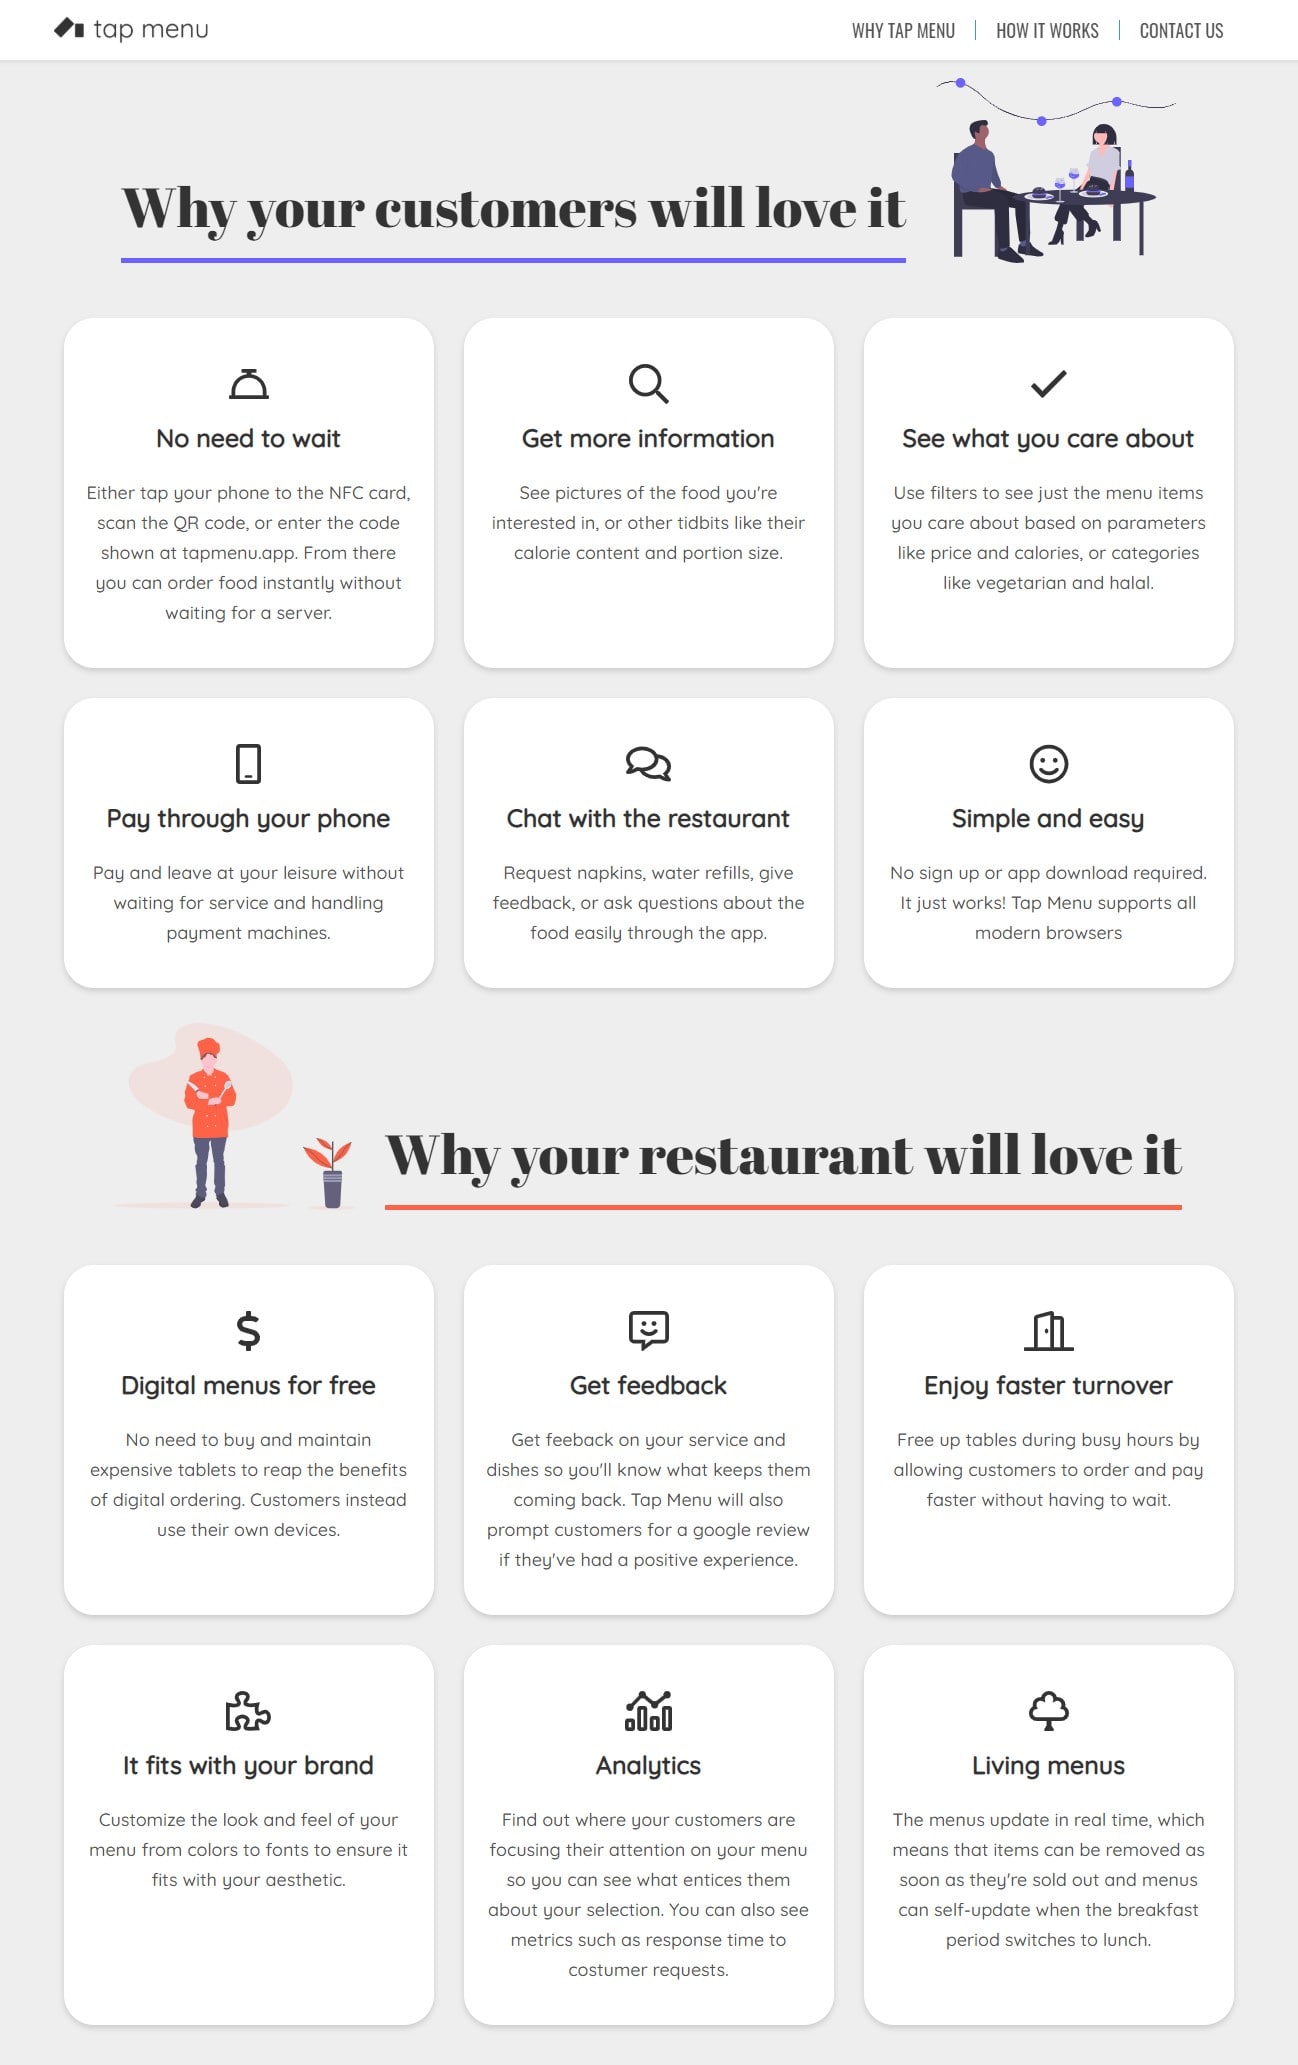 tap menu
WHY TAP MENU
HOW IT WORKS
CONTACT US
Why your customers will love it
No need to wait
Either tap your phone to the NFC card,
scan the QR code, or enter the code
shown at tapmenu.app. From there
you can order food instantly without
waiting for a server.
Get more information
See pictures of the food you're
interested in, or other tidbits like their
calorie content and portion size.
See what you care about
Use filters to see just the menu items
you care about based on parameters
like price and calories, or categories
like vegetarian and halal.
Pay through your phone
Pay and leave at your leisure without
waiting for service and handling
payment machines.
Chat with the restaurant
Request napkins, water refills, give
feedback, or ask questions about the
food easily through the app.
Simple and easy
No sign up or app download required.
It just works! Tap Menu supports all
modern browsers
Why your restaurant will love it
Digital menus for free
No need to buy and maintain
expensive tablets to reap the benefits
of digital ordering. Customers instead
use their own devices.
Get feedback
Get feeback on your service and
dishes so you'll know what keeps them
coming back. Tap Menu will also
prompt customers for a google review
if they've had a positive experience.
Enjoy faster turnover
Free up tables during busy hours by
allowing customers to order and pay
faster without having to wait.
It fits with your brand
Customize the look and feel of your
menu from colors to fonts to ensure it
fits with your aesthetic.
Analytics
Find out where your customers are
focusing their attention on your menu
so you can see what entices them
about your selection. You can also see
metrics such as response time to
costumer requests.
Living menus
The menus update in real time, which
means that items can be removed as
soon as they're sold out and menus
can self-update when the breakfast
period switches to lunch.